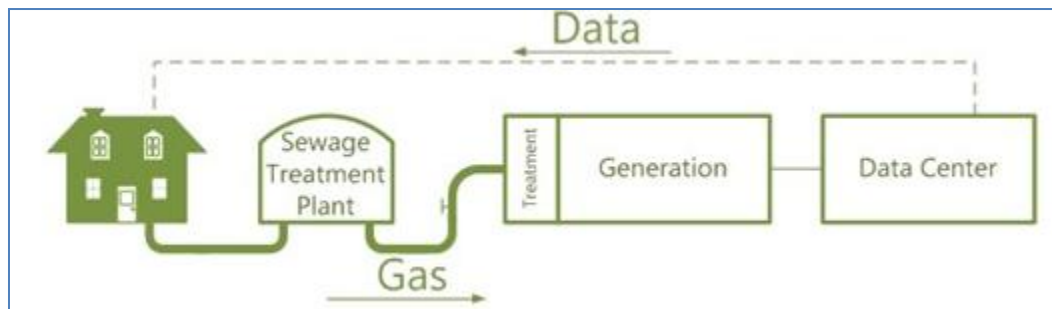 Data
Sewage
Treatment
Plant
Treatment
Generation
Data Center
Gas